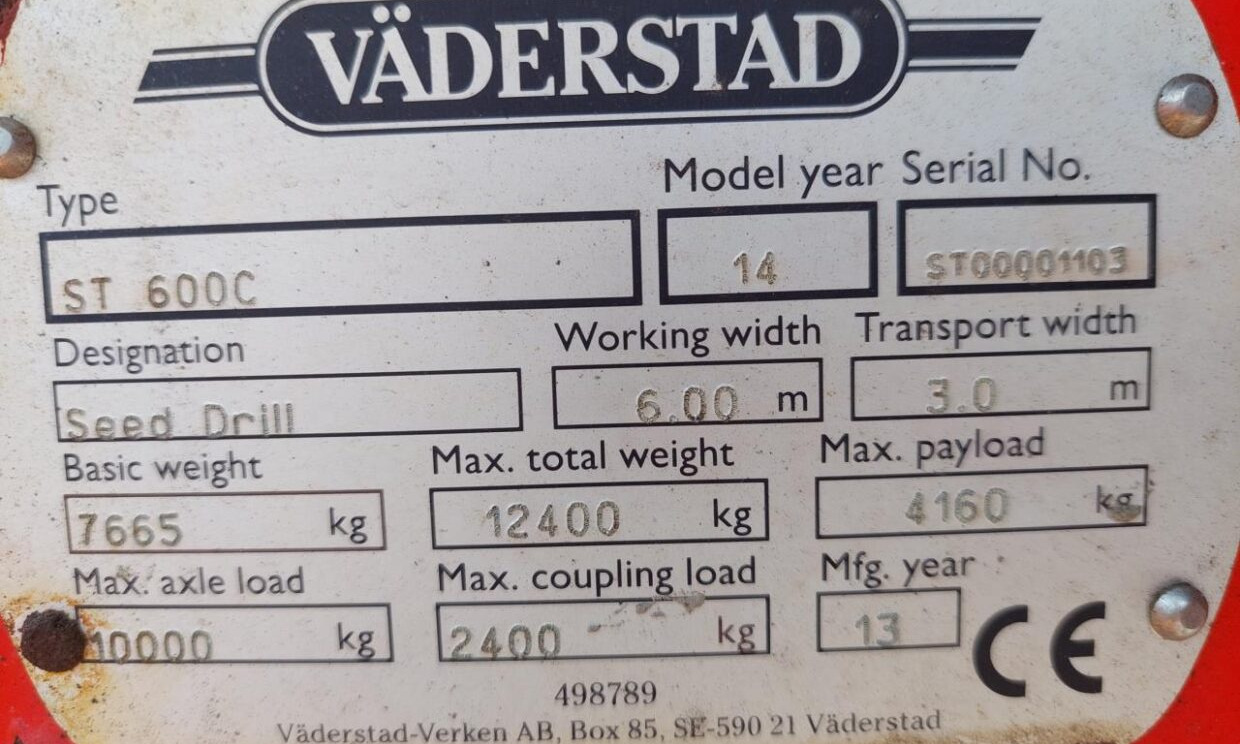 VÄDERSTAD
Type Model year Serial No.
ST 600C 14 ST00001103
Designation Working width Transport width
Seed Drill 6.00 m 3.0 m
Basic weight Max. total weight Max. payload
7665 kg 12400 kg 4160 kg
Max. axle load Max. coupling load Mfg. year
10000 kg 2400 kg 13 CE
498789
Väderstad-Verken AB, Box 85, SE-590 21 Väderstad